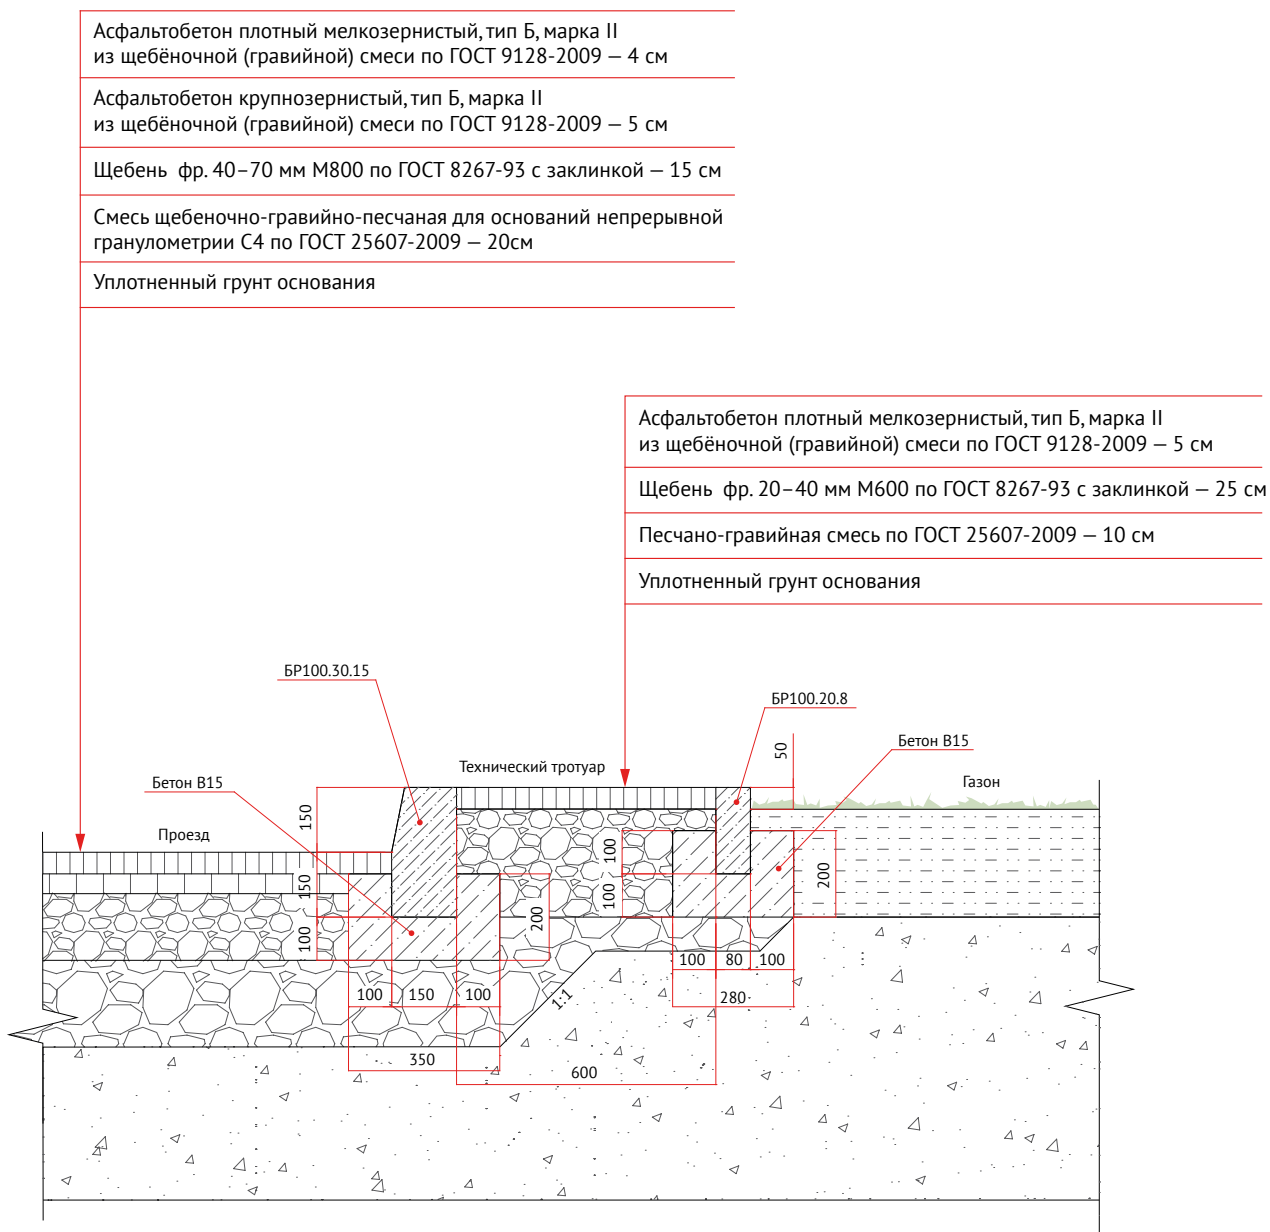 Асфальтобетон плотный мелкозернистый, тип Б, марка II
из щебёночной (гравийной) смеси по ГОСТ 9128-2009 — 4 см
Асфальтобетон крупнозернистый, тип Б, марка II
из щебёночной (гравийной) смеси по ГОСТ 9128-2009 — 5 см
Щебень фр. 40–70 мм М800 по ГОСТ 8267-93 с заклинкой — 15 см
Смесь щебеночно-гравийно-песчаная для оснований непрерывной
гранулометрии С4 по ГОСТ 25607-2009 — 20см
Уплотненный грунт основания
Асфальтобетон плотный мелкозернистый, тип Б, марка II
из щебёночной (гравийной) смеси по ГОСТ 9128-2009 — 5 см
Щебень фр. 20–40 мм М600 по ГОСТ 8267-93 с заклинкой — 25 см
Песчано-гравийная смесь по ГОСТ 25607-2009 — 10 см
Уплотненный грунт основания
БР100.30.15
БР100.20.8
Бетон В15
50
Технический тротуар
Бетон В15
Газон
150
Проезд
100
150
100
200
200
100
100 80 100
100 150 100
280
1:1
350
600